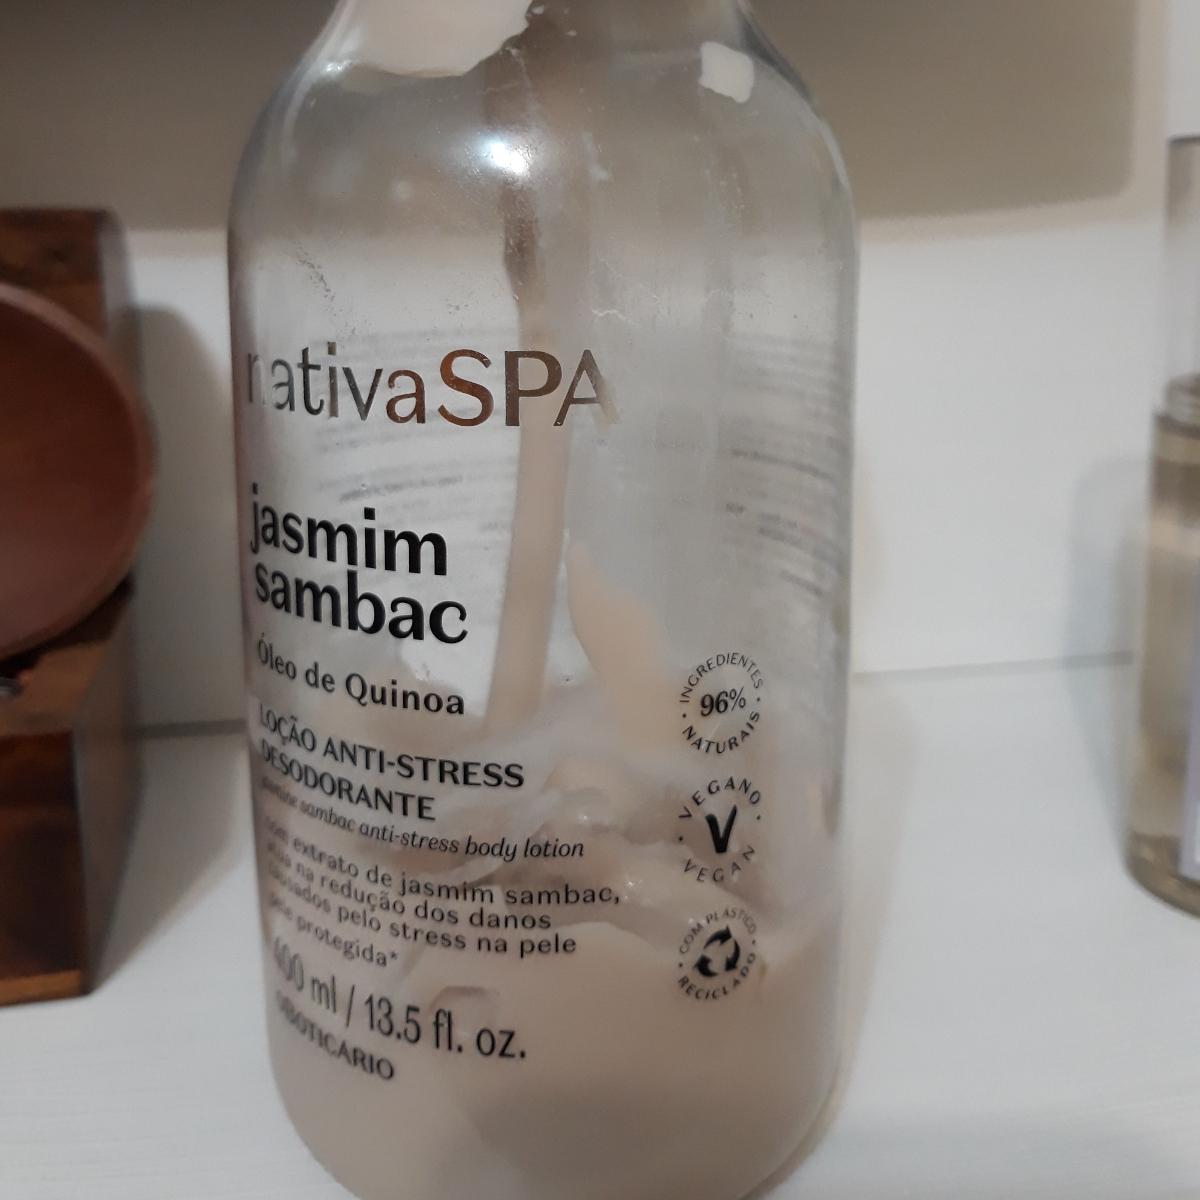 nativaSPA
jasmim
sambac
Óleo de Quinoa
LOÇÃO ANTI-STRESS
DESODORANTE
sambac anti-stress body lotion
com extrato de jasmim sambac,
atua na redução dos danos
causados pelo stress na pele
pele protegida*
400 ml / 13.5 fl. oz.
OBOTICÁRIO
INGREDIENTES
96%
NATURAIS
VEGANO
V
VEGAN
COM PLÁSTICO
RECICLADO